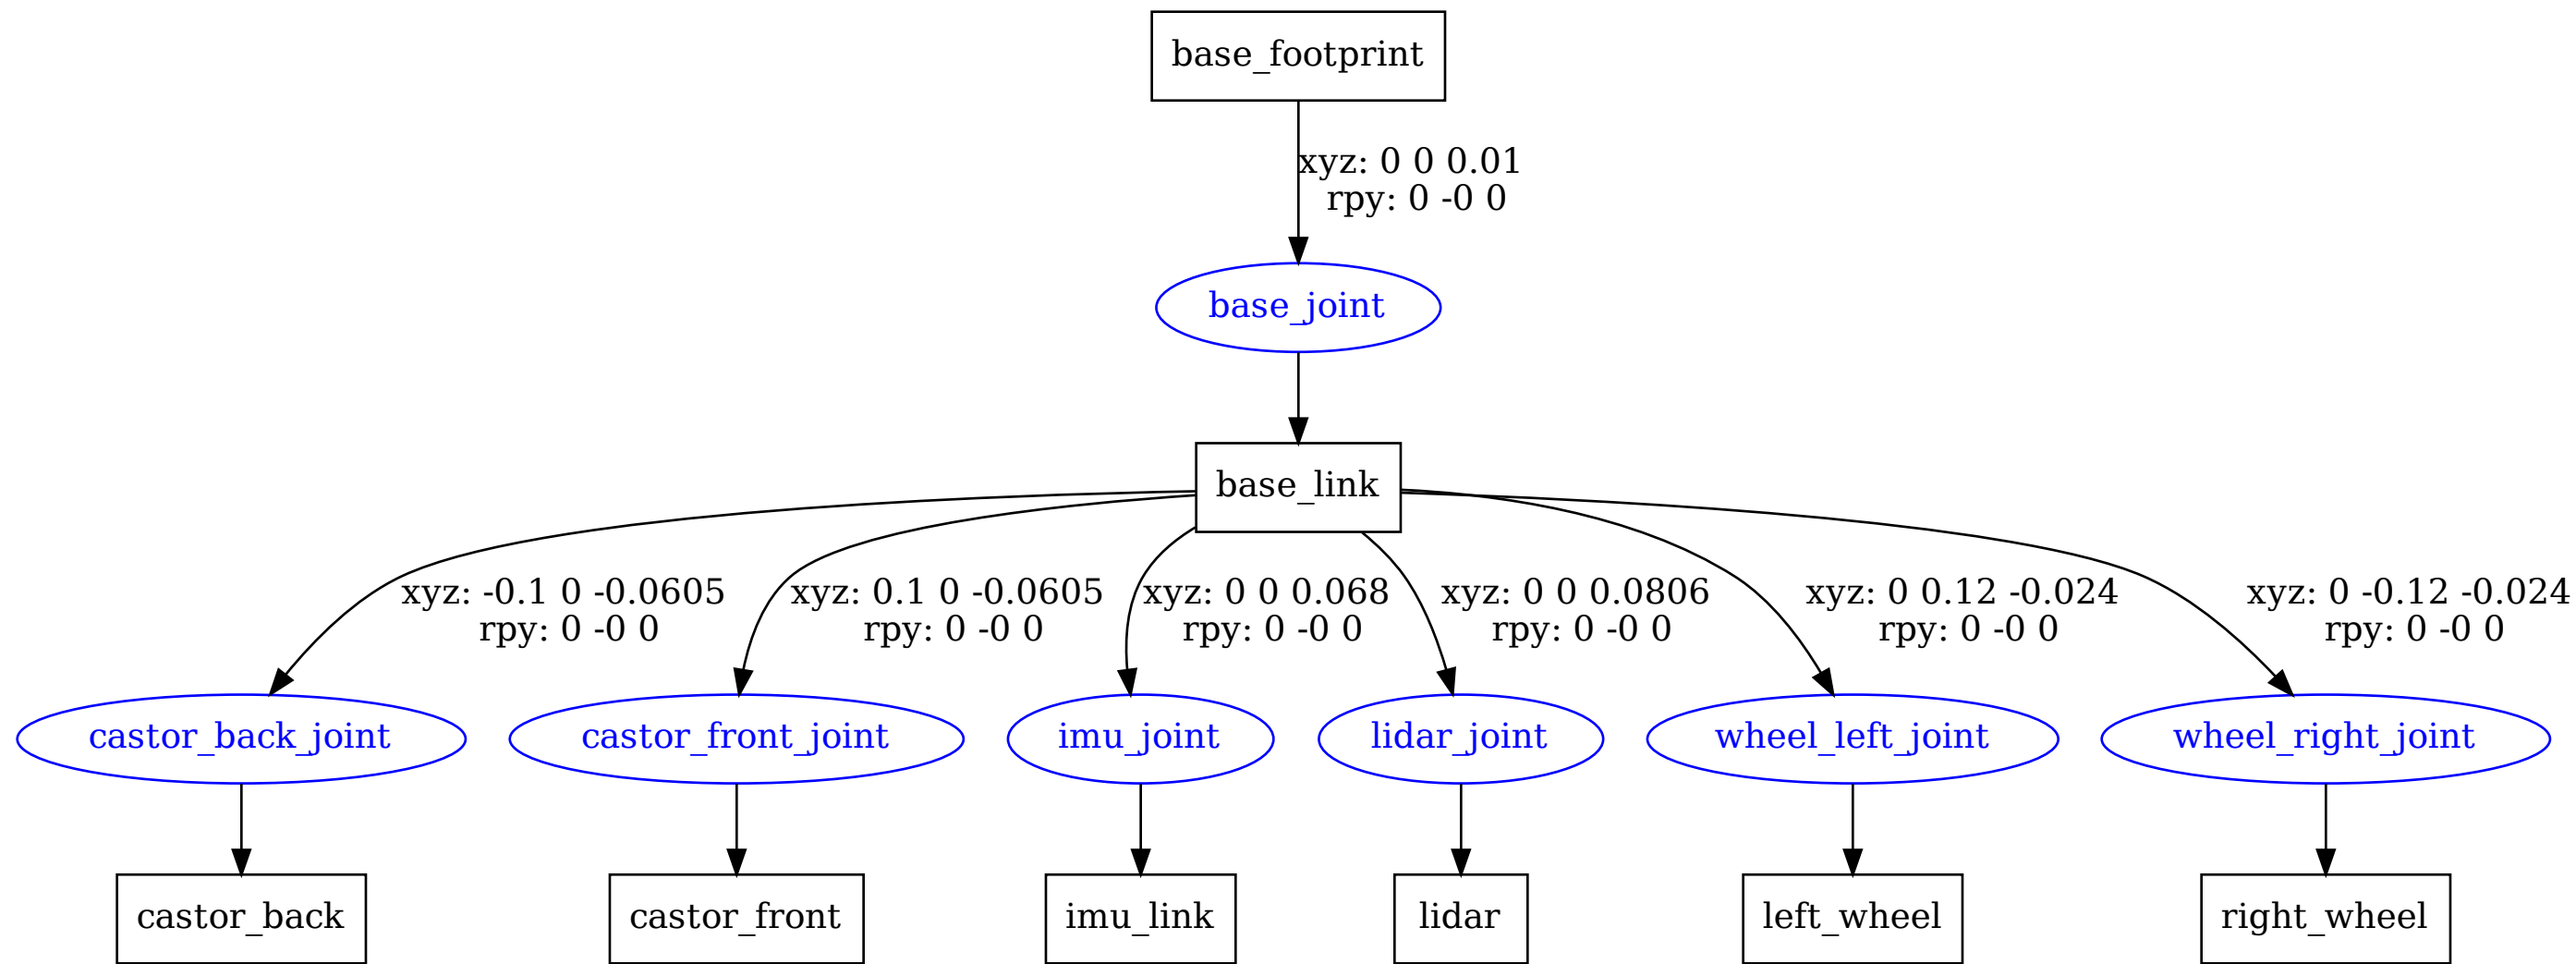 base_footprint
xyz: 0 0 0.01
rpy: 0 -0 0
base_joint
base_link
xyz: -0.1 0 -0.0605
rpy: 0 -0 0
xyz: 0.1 0 -0.0605
rpy: 0 -0 0
xyz: 0 0 0.068
rpy: 0 -0 0
xyz: 0 0 0.0806
rpy: 0 -0 0
xyz: 0 0.12 -0.024
rpy: 0 -0 0
xyz: 0 -0.12 -0.024
rpy: 0 -0 0
castor_back_joint
castor_front_joint
imu_joint
lidar_joint
wheel_left_joint
wheel_right_joint
castor_back
castor_front
imu_link
lidar
left_wheel
right_wheel